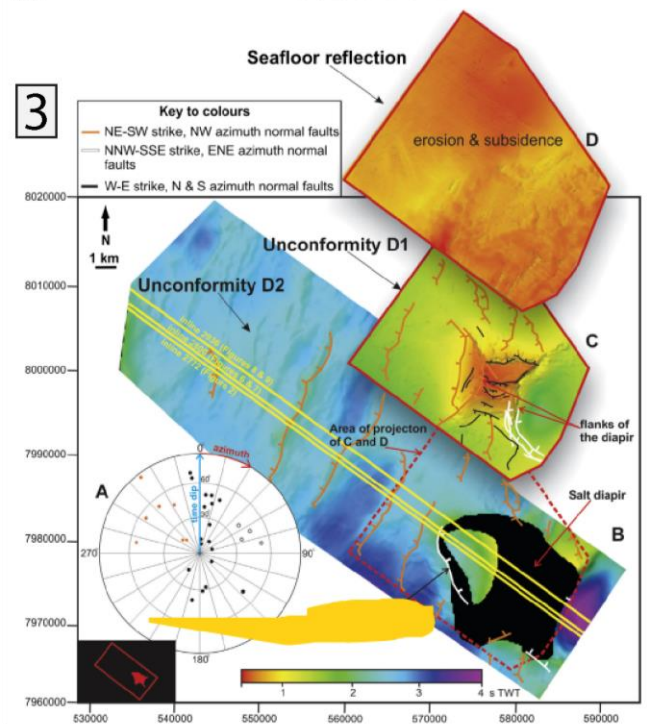 3
Seafloor reflection
Key to colours
NE-SW strike, NW azimuth normal faults
NNW-SSE strike, ENE azimuth normal
faults
W-E strike, N & S azimuth normal faults
erosion & subsidence
D
8020000
N
1 km
Unconformity D1
8010000
Unconformity D2
C
8000000
flanks of
the diapir
Area of projecton
of C and D
7990000
Salt diapir
A
0°
azimuth
time dip
60
B
7980000
270°
90°
7970000
180°
1
2
3
4 s TWT
7960000
530000
540000
550000
560000
570000
580000
590000